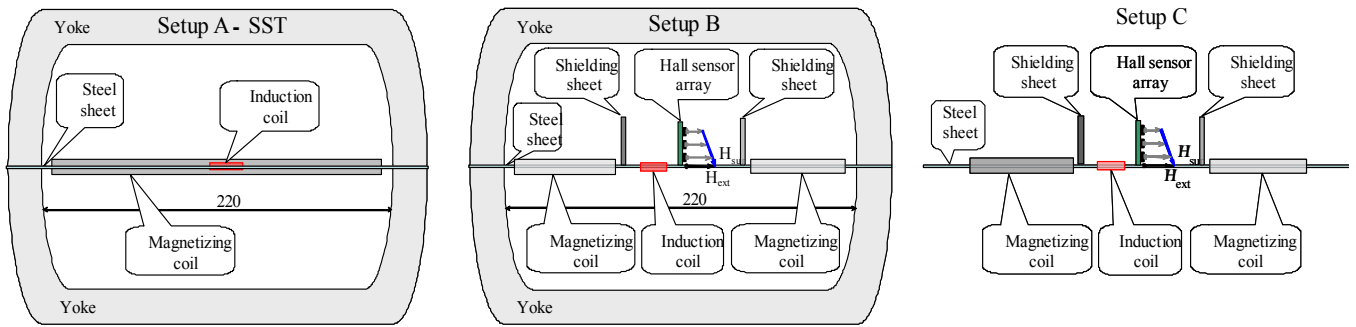 Setup A - SST
Yoke
Steel
sheet
Induction
coil
220
Magnetizing
coil
Yoke
Setup B
Yoke
Shielding
sheet
Hall sensor
array
Shielding
sheet
Steel
sheet
H su
H ext
220
Magnetizing
coil
Induction
coil
Magnetizing
coil
Yoke
Setup C
Shielding
sheet
Hall sensor
array
Shielding
sheet
Steel
sheet
H su
H ext
Magnetizing
coil
Induction
coil
Magnetizing
coil